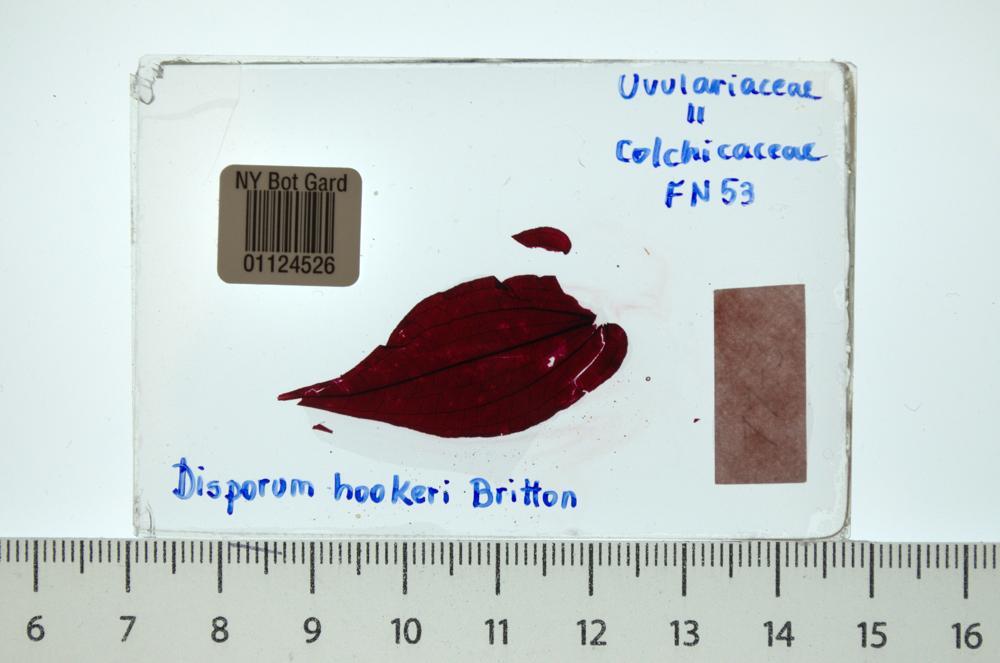 Uvulariaceae
=
Colchicaceae
FN 53
NY Bot Gard
01124526
Disporum hookeri Britton
6 7 8 9 10 11 12 13 14 15 16